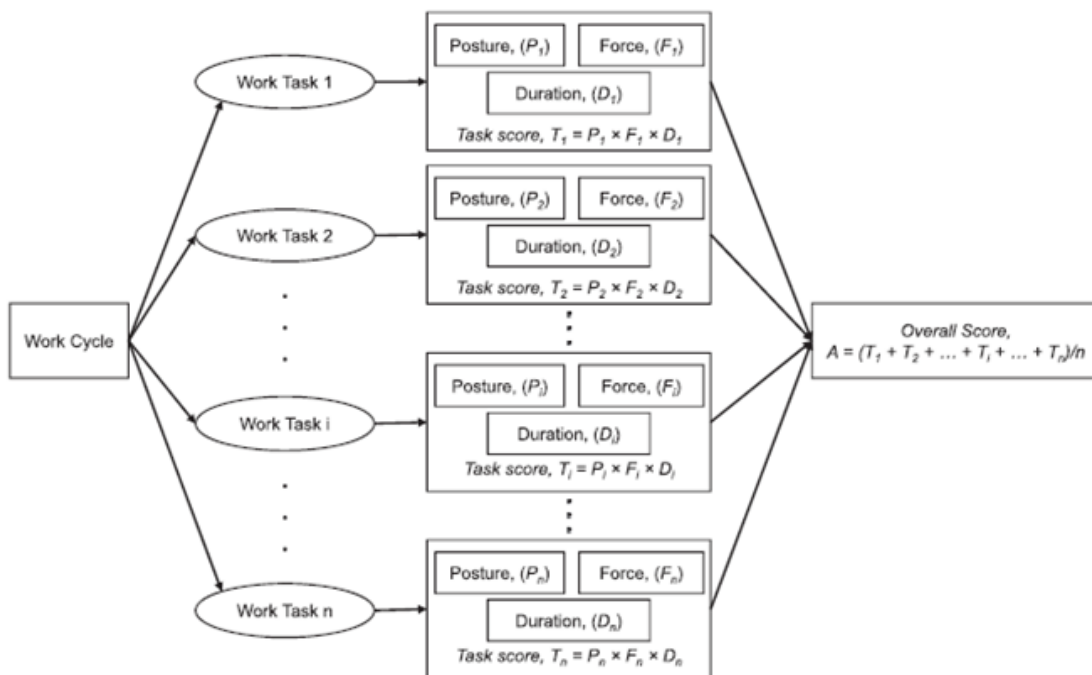 Work Cycle
Work Task 1
Posture, (P₁)
Force, (F₁)
Duration, (D₁)
Task score, T₁ = P₁ × F₁ × D₁
Work Task 2
Posture, (P₂)
Force, (F₂)
Duration, (D₂)
Task score, T₂ = P₂ × F₂ × D₂
Work Task i
Posture, (Pᵢ)
Force, (Fᵢ)
Duration, (Dᵢ)
Task score, Tᵢ = Pᵢ × Fᵢ × Dᵢ
Work Task n
Posture, (Pₙ)
Force, (Fₙ)
Duration, (Dₙ)
Task score, Tₙ = Pₙ × Fₙ × Dₙ
Overall Score,
A = (T₁ + T₂ + ... + Tᵢ + ... + Tₙ)/n